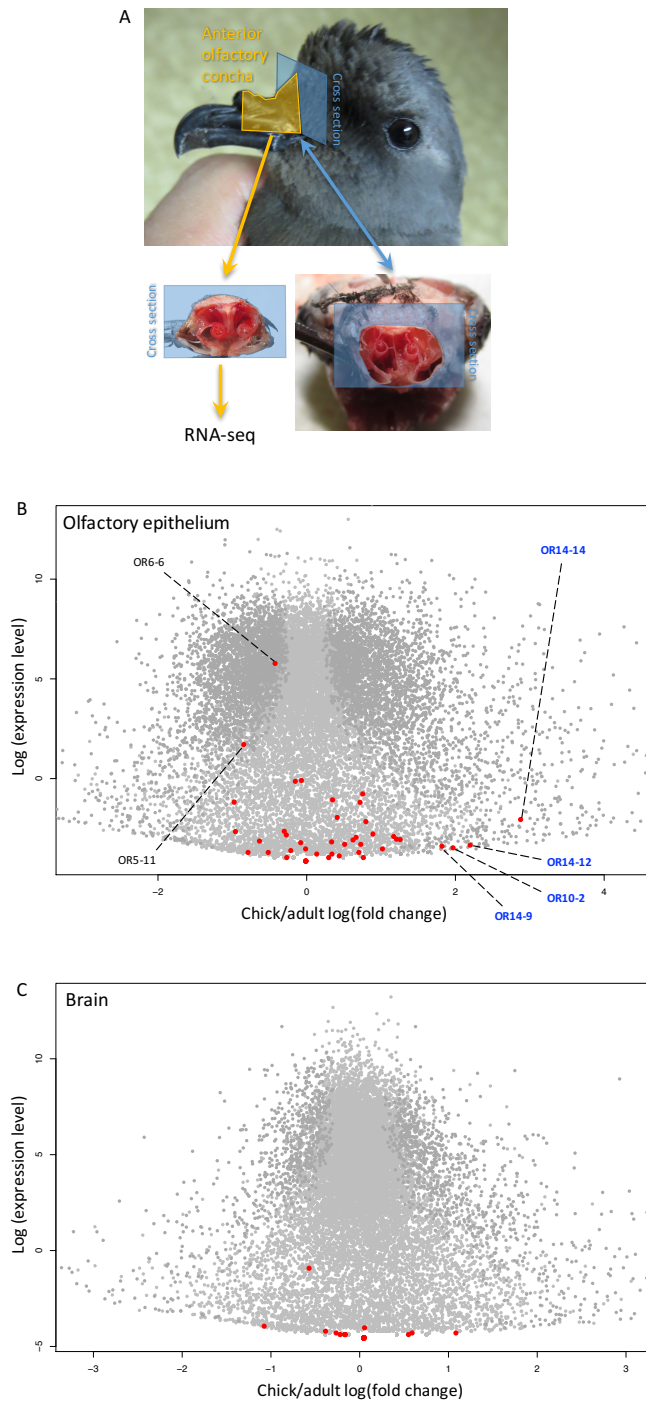 A
Anterior
olfactory
concha
Cross section
Cross section
Cross section
RNA-seq
B
Olfactory epithelium
OR14-14
OR6-6
10
5
0
Log (expression level)
OR5-11
OR14-12
OR10-2
OR14-9
−2
0
2
4
Chick/adult log(fold change)
C
Brain
10
5
0
−5
Log (expression level)
−3
−2
−1
0
1
2
3
Chick/adult log(fold change)